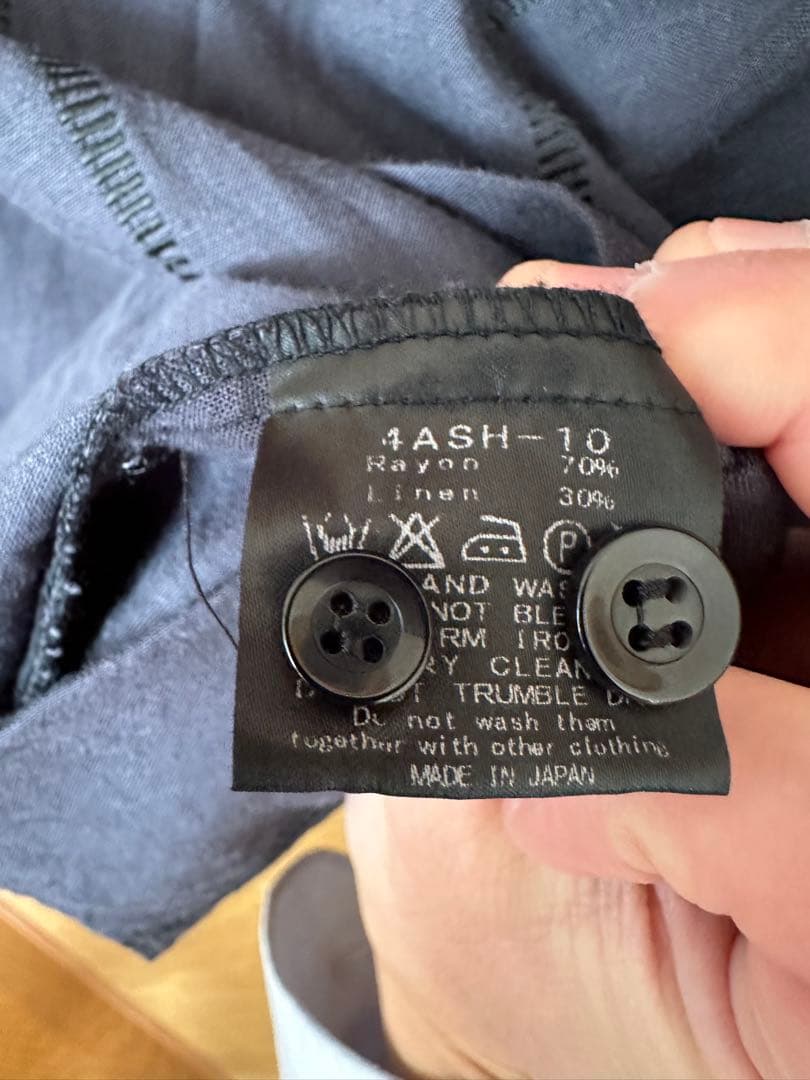 4ASH-10
Rayon 70%
Linen 30%
P
AND WAS
NOT BLE
RM IRO
RY CLEAN
T TRUMBLE D
Do not wash them
together with other clothing
MADE IN JAPAN